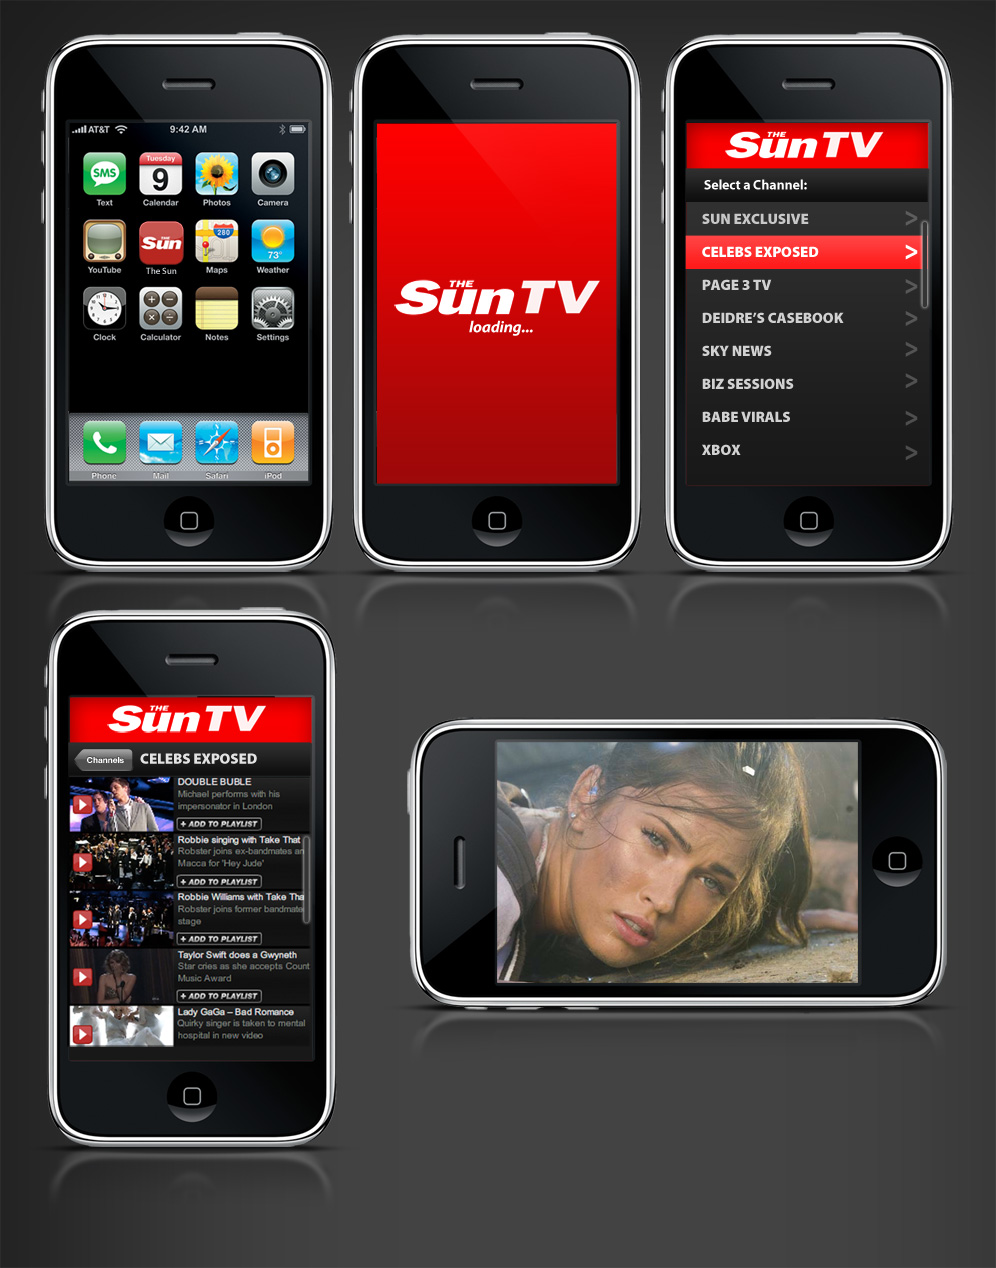 AT&T 9:42 AM
SMS
Tuesday
9
280
Text Calendar Photos Camera
Sun
73°
YouTube The Sun Maps Weather
Clock Calculator Notes Settings
Phone Mail Safari iPod
THE
Sun TV
loading...
THE
Sun TV
Select a Channel:
SUN EXCLUSIVE >
CELEBS EXPOSED >
PAGE 3 TV >
DEIDRE'S CASEBOOK >
SKY NEWS >
BIZ SESSIONS >
BABE VIRALS >
XBOX >
THE
Sun TV
Channels CELEBS EXPOSED
DOUBLE BUBLE
Michael performs with his
impersonator in London
+ ADD TO PLAYLIST
Robbie singing with Take That
Robster joins ex-bandmates an
Macca for 'Hey Jude'
+ ADD TO PLAYLIST
Robbie Williams with Take Tha
Robster joins former bandmate
stage
+ ADD TO PLAYLIST
Taylor Swift does a Gwyneth
Star cries as she accepts Count
Music Award
+ ADD TO PLAYLIST
Lady GaGa – Bad Romance
Quirky singer is taken to mental
hospital in new video